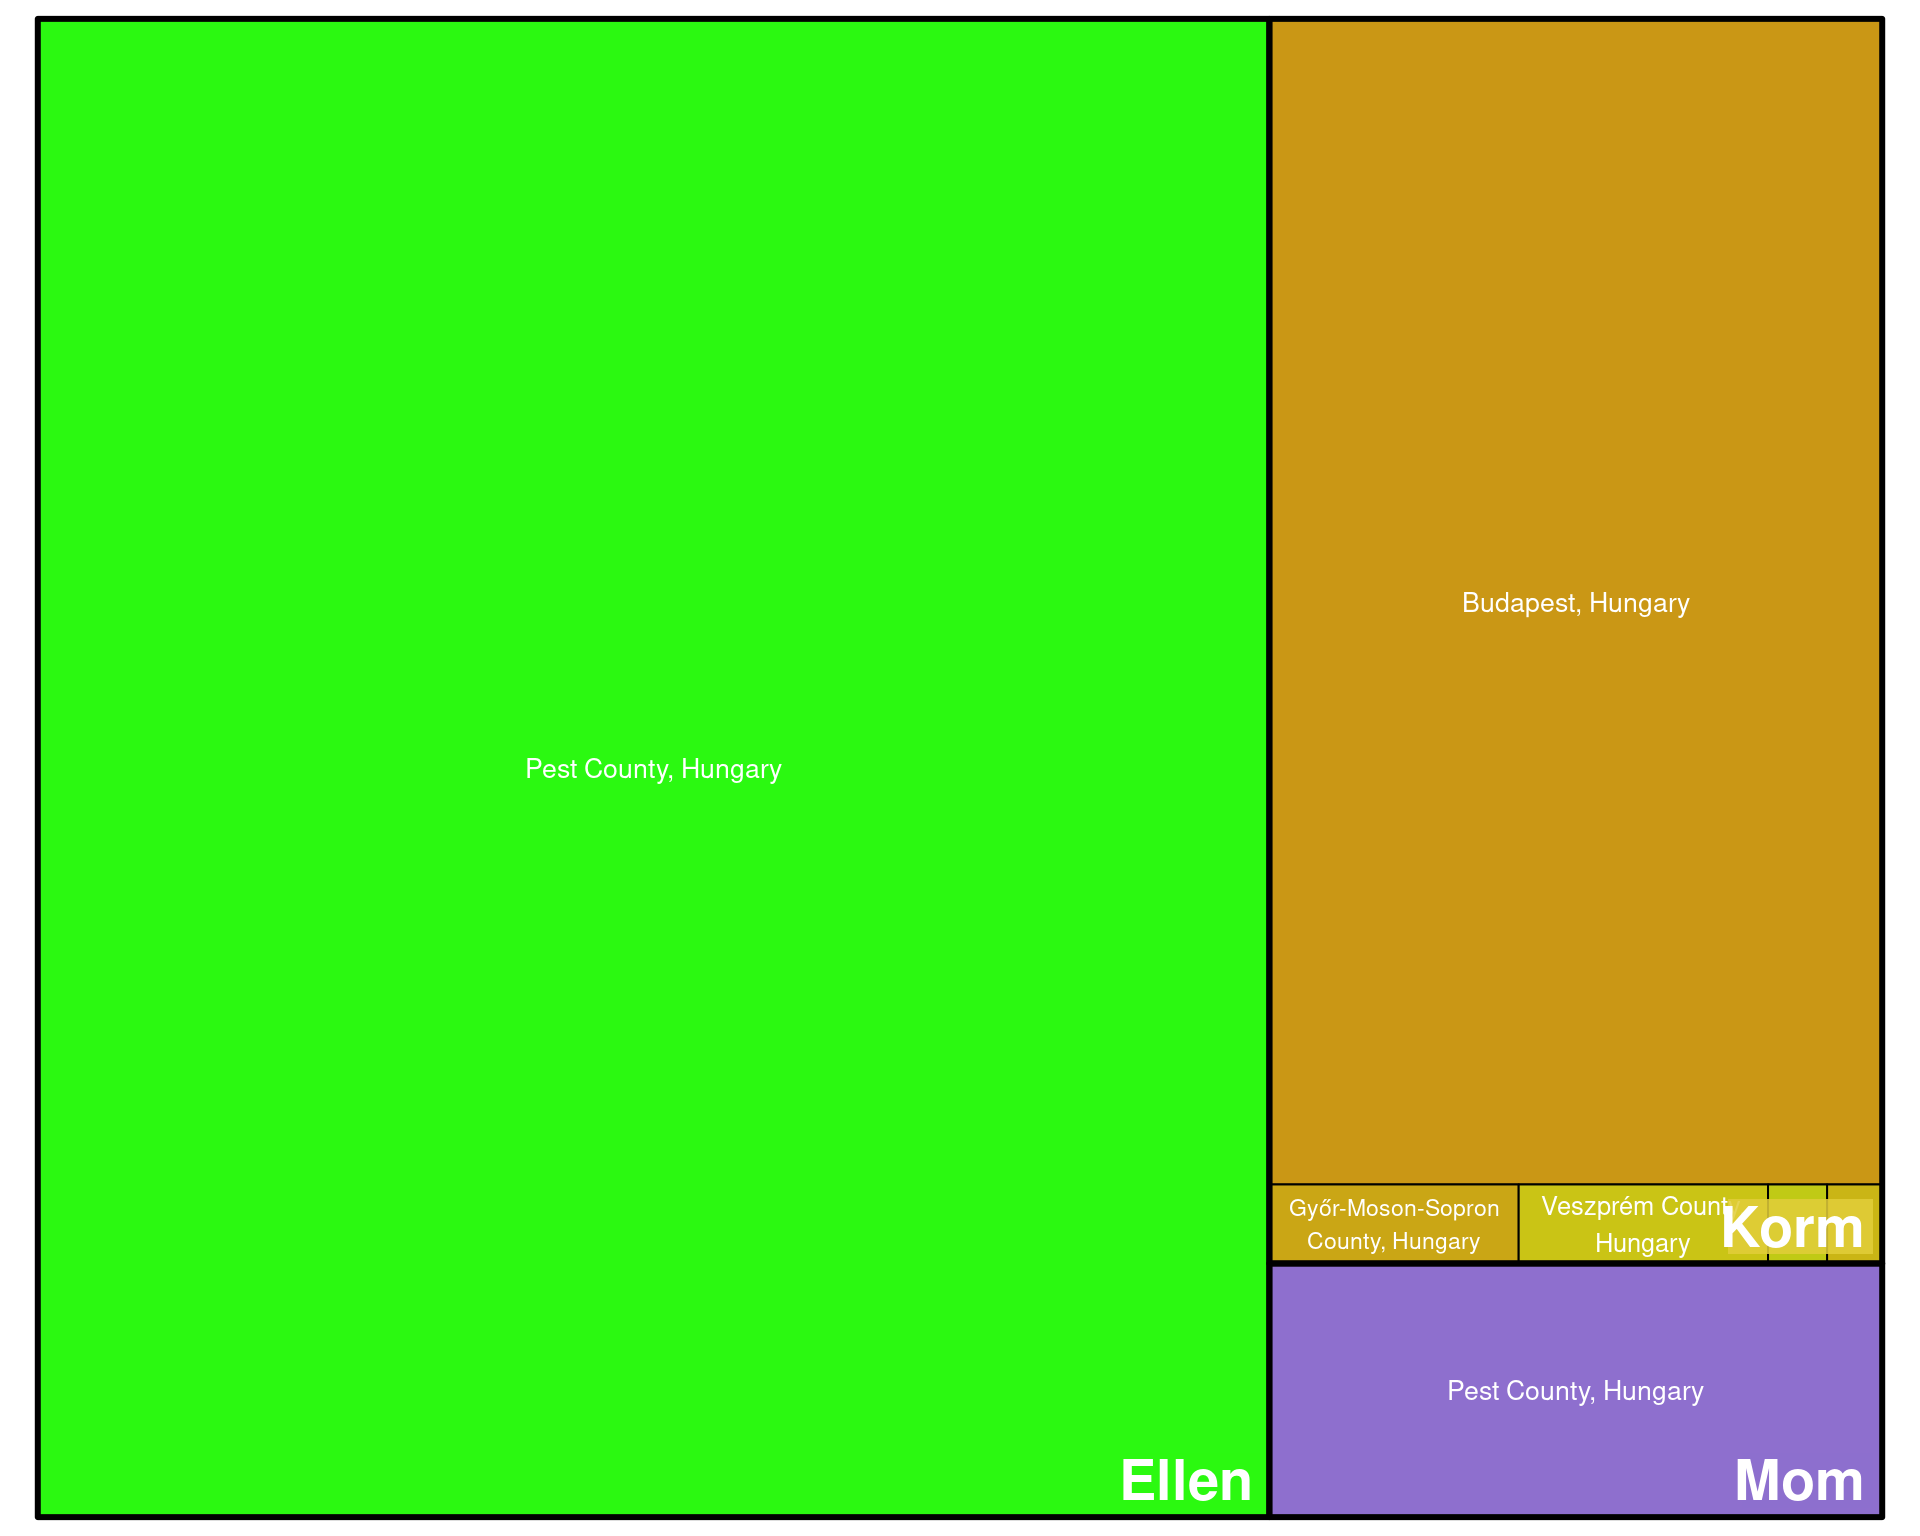 Budapest, Hungary
Pest County, Hungary
Győr-Moson-Sopron
County, Hungary
Veszprém Count
Hungary
Korm
Pest County, Hungary
Ellen
Mom